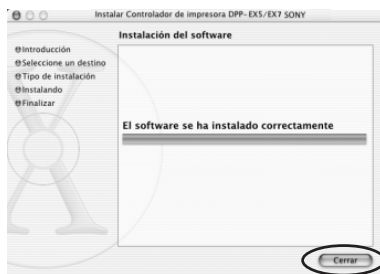 Instalar Controlador de impresora DPP-EX5/EX7 SONY
Instalación del software
Introducción
Seleccione un destino
Tipo de instalación
Instalando
Finalizar
El software se ha instalado correctamente
Cerrar